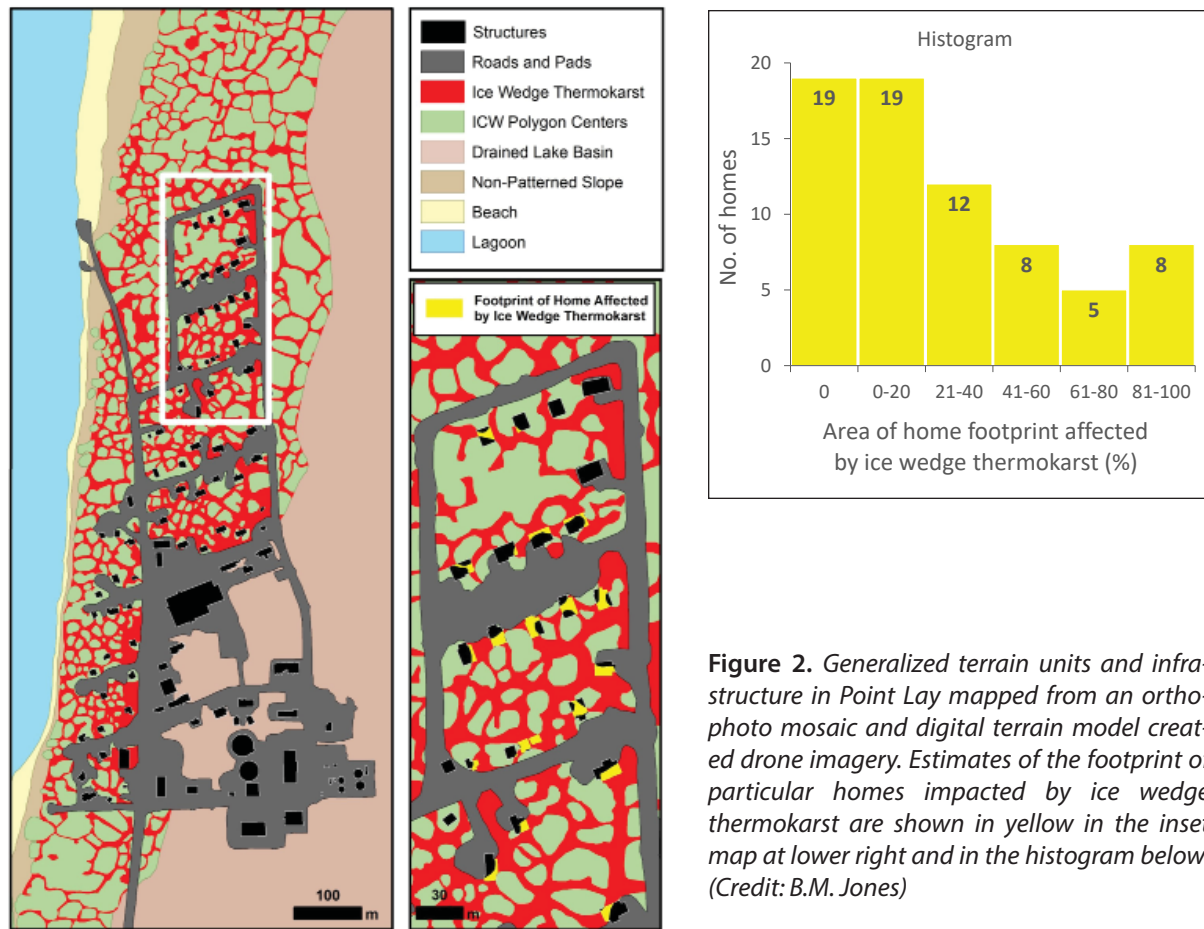 Structures
Roads and Pads
Ice Wedge Thermokarst
ICW Polygon Centers
Drained Lake Basin
Non-Patterned Slope
Beach
Lagoon
100
m
Footprint of Home Affected
by Ice Wedge Thermokarst
30
m
Histogram
No. of homes
20
15
10
5
0
19
19
12
8
5
8
0
0-20
21-40
41-60
61-80
81-100
Area of home footprint affected
by ice wedge thermokarst (%)
Figure 2. Generalized terrain units and infra-
structure in Point Lay mapped from an ortho-
photo mosaic and digital terrain model creat-
ed drone imagery. Estimates of the footprint o
particular homes impacted by ice wedge
thermokarst are shown in yellow in the inset
map at lower right and in the histogram below
(Credit: B.M. Jones)